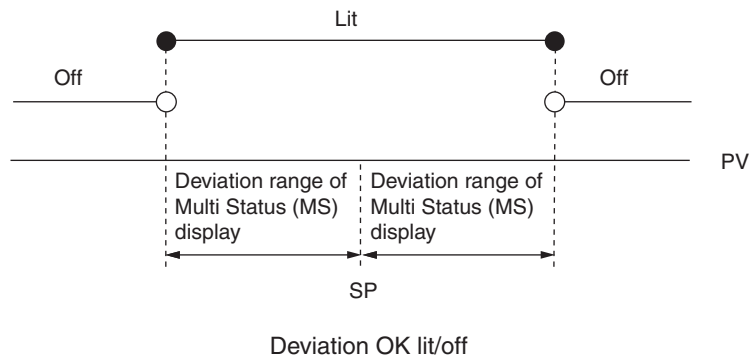 Lit
Off
Off
PV
Deviation range of
Multi Status (MS)
display
Deviation range of
Multi Status (MS)
display
SP
Deviation OK lit/off